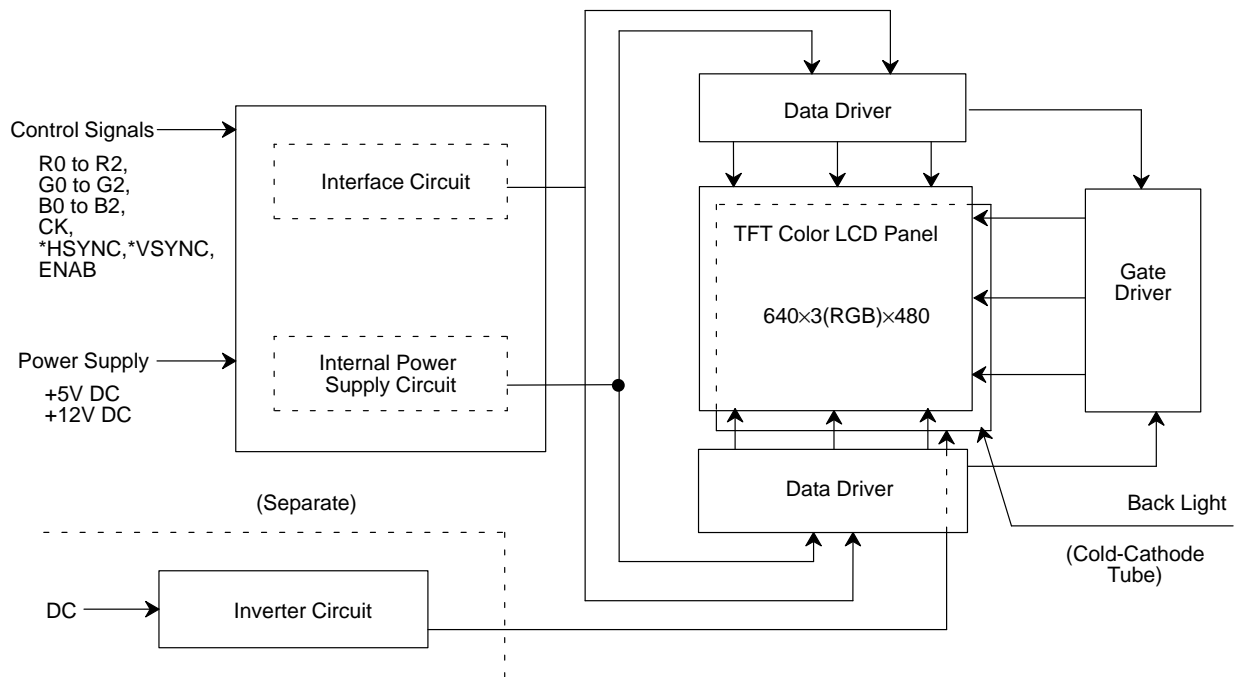 Control Signals
R0 to R2,
G0 to G2,
B0 to B2,
CK,
*HSYNC,*VSYNC,
ENAB
Power Supply
+5V DC
+12V DC
Interface Circuit
Internal Power
Supply Circuit
Data Driver
TFT Color LCD Panel
640×3(RGB)×480
Gate
Driver
Data Driver
Back Light
(Cold-Cathode
Tube)
(Separate)
DC
Inverter Circuit